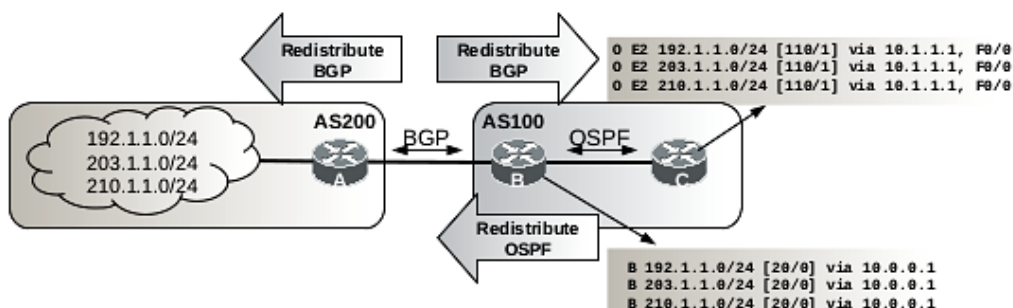 Redistribute
BGP
Redistribute
BGP
O E2 192.1.1.0/24 [110/1] via 10.1.1.1, F0/0
O E2 203.1.1.0/24 [110/1] via 10.1.1.1, F0/0
O E2 210.1.1.0/24 [110/1] via 10.1.1.1, F0/0
192.1.1.0/24
203.1.1.0/24
210.1.1.0/24
AS200
A
BGP
AS100
B
OSPF
C
Redistribute
OSPF
B 192.1.1.0/24 [20/0] via 10.0.0.1
B 203.1.1.0/24 [20/0] via 10.0.0.1
B 210.1.1.0/24 [20/0] via 10.0.0.1